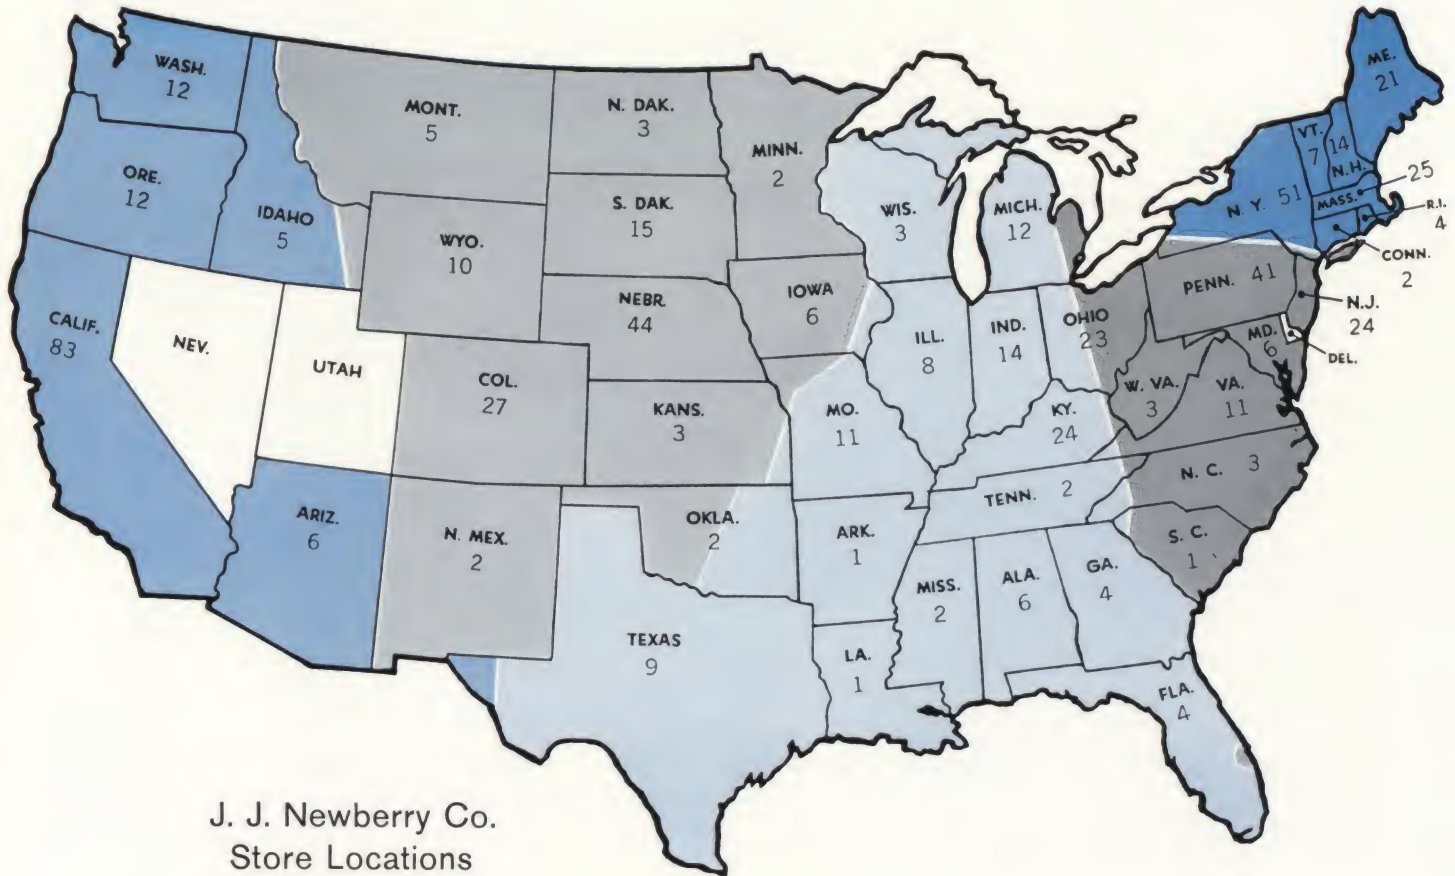 WASH.
12
ORE.
12
IDAHO
5
MONT.
5
N. DAK.
3
MINN.
2
S. DAK.
15
WYO.
10
NEBR.
44
IOWA
6
WIS.
3
MICH.
12
CALIF.
83
NEV.
UTAH
COL.
27
KANS.
3
MO.
11
ILL.
8
IND.
14
OHIO
23
PENN. 41
N. Y. 51
VT.
7
14
N.H.
ME.
21
MASS.
25
R.I.
4
CONN.
2
N.J.
24
DEL.
MD.
6
W. VA.
3
VA.
11
KY.
24
TENN. 2
N. C. 3
S. C.
1
ARIZ.
6
N. MEX.
2
OKLA.
2
ARK.
1
TEXAS
9
LA.
1
MISS.
2
ALA.
6
GA.
4
FLA.
4
J. J. Newberry Co.
Store Locations